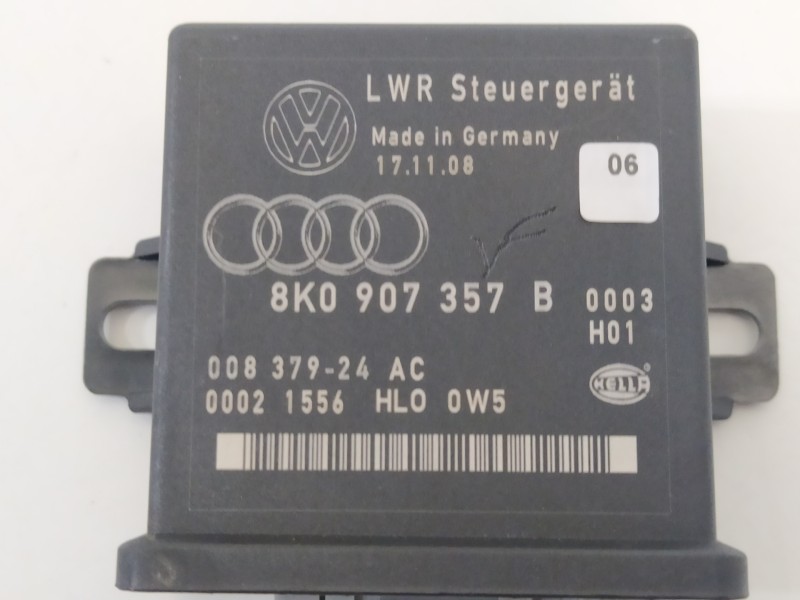 LWR Steuergerät
Made in Germany
17.11.08
06
8K0 907 357 B 0003
H01
008 379-24 AC
0002 1556 HLO 0W5
HELLA